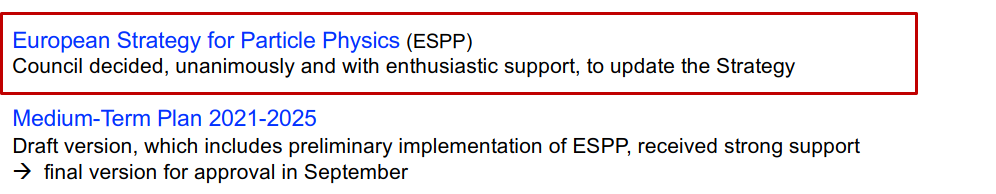 European Strategy for Particle Physics (ESPP)
Council decided, unanimously and with enthusiastic support, to update the Strategy
Medium-Term Plan 2021-2025
Draft version, which includes preliminary implementation of ESPP, received strong support
→ final version for approval in September